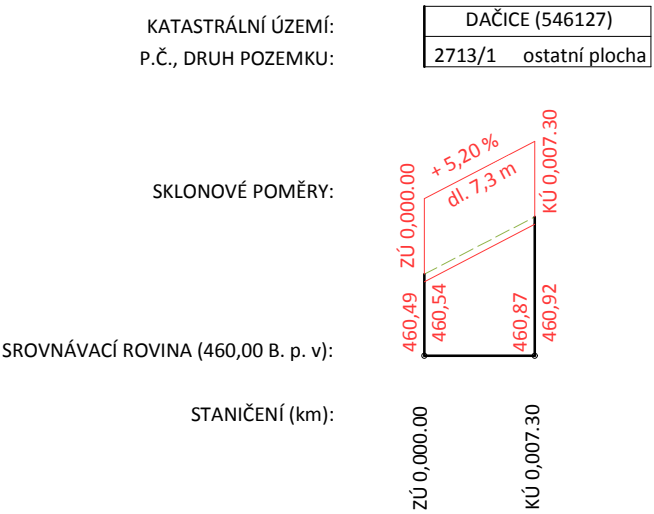 KATASTRÁLNÍ ÚZEMÍ: DAČICE (546127)
P.Č., DRUH POZEMKU: 2713/1 ostatní plocha
SKLONOVÉ POMĚRY:
ZÚ 0,000.00
+ 5,20 %
dl. 7,3 m
KÚ 0,007.30
460,49
460,54
460,87
460,92
SROVNÁVACÍ ROVINA (460,00 B. p. v):
STANIČENÍ (km):
ZÚ 0,000.00
KÚ 0,007.30